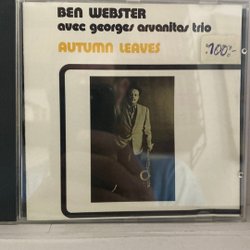 BEN WEBSTER
avec georges arvanitas trio
AUTUMN LEAVES
100:-